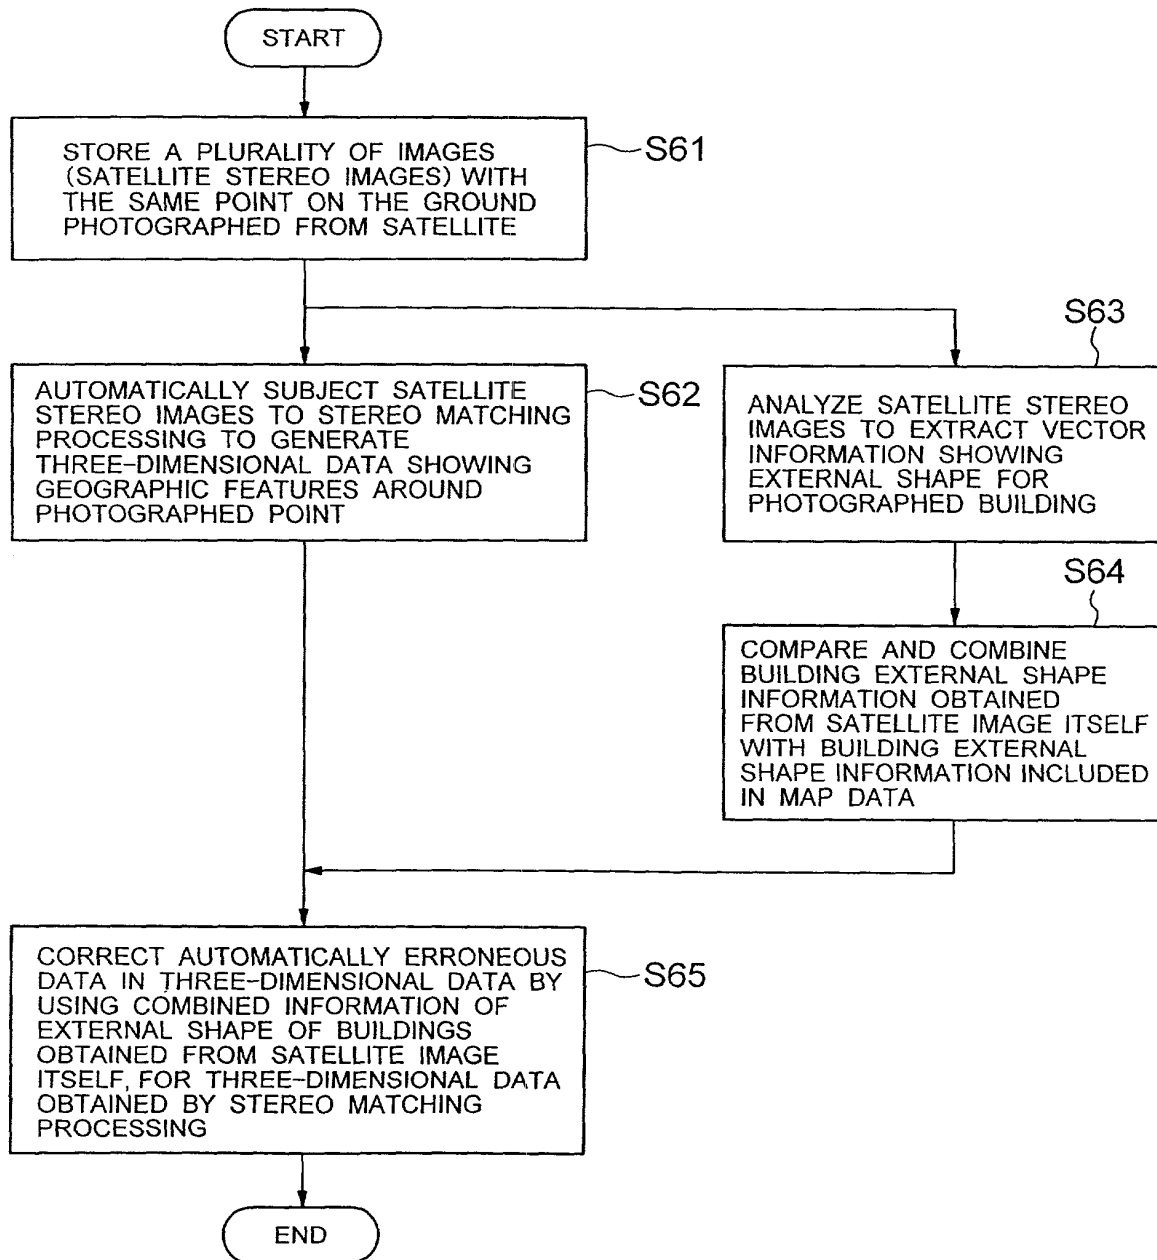 START
STORE A PLURALITY OF IMAGES
(SATELLITE STEREO IMAGES) WITH
THE SAME POINT ON THE GROUND
PHOTOGRAPHED FROM SATELLITE
S61
AUTOMATICALLY SUBJECT SATELLITE
STEREO IMAGES TO STEREO MATCHING
PROCESSING TO GENERATE
THREE-DIMENSIONAL DATA SHOWING
GEOGRAPHIC FEATURES AROUND
PHOTOGRAPHED POINT
S62
S63
ANALYZE SATELLITE STEREO
IMAGES TO EXTRACT VECTOR
INFORMATION SHOWING
EXTERNAL SHAPE FOR
PHOTOGRAPHED BUILDING
S64
COMPARE AND COMBINE
BUILDING EXTERNAL SHAPE
INFORMATION OBTAINED
FROM SATELLITE IMAGE ITSELF
WITH BUILDING EXTERNAL
SHAPE INFORMATION INCLUDED
IN MAP DATA
CORRECT AUTOMATICALLY ERRONEOUS
DATA IN THREE-DIMENSIONAL DATA BY
USING COMBINED INFORMATION OF
EXTERNAL SHAPE OF BUILDINGS
OBTAINED FROM SATELLITE IMAGE
ITSELF, FOR THREE-DIMENSIONAL DATA
OBTAINED BY STEREO MATCHING
PROCESSING
S65
END